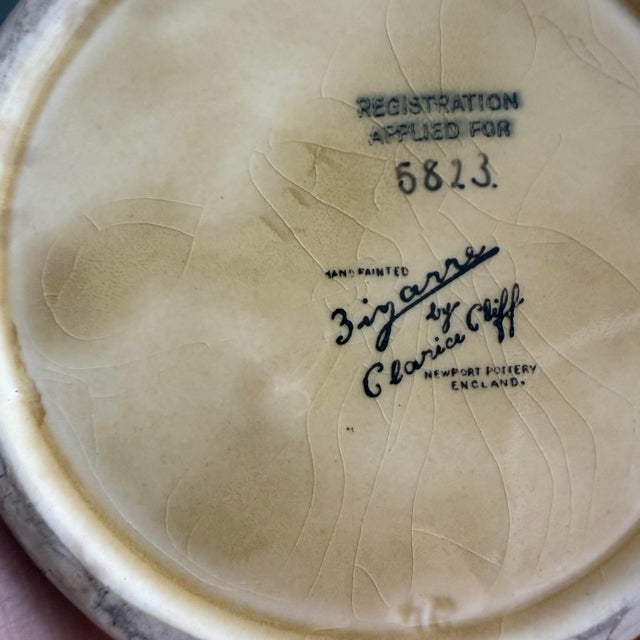 REGISTRATION
APPLIED FOR
5823.
HAND PAINTED
Bizarre
by
Clarice Cliff
NEWPORT POTTERY
ENGLAND.